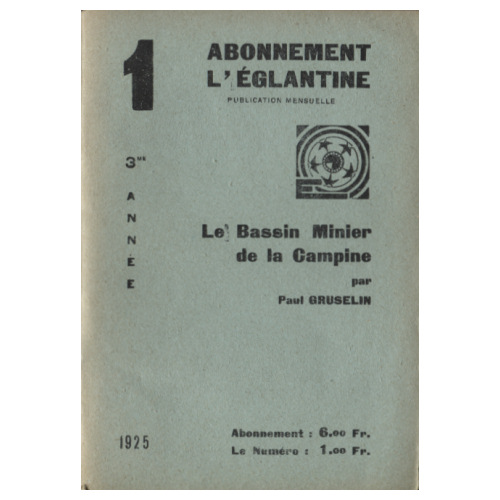 1
ABONNEMENT
L'ÉGLANTINE
PUBLICATION MENSUELLE
3ME
ANNÉE
Le Bassin Minier
de la Campine
par
Paul GRUSELIN
1925
Abonnement : 6.00 Fr.
Le Numéro : 1.00 Fr.